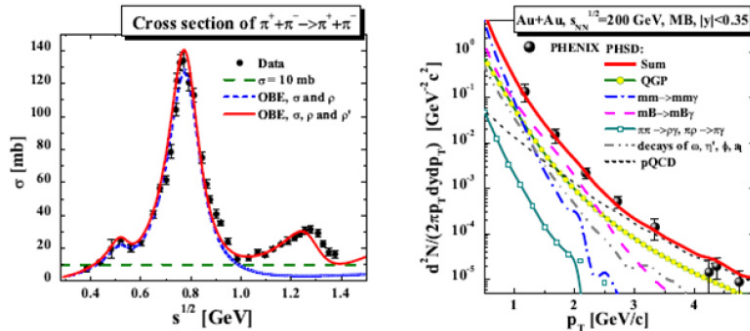 Cross section of π⁺+π⁻->π⁺+π⁻
140
120
100
80
60
40
20
0
σ [mb]
Data
σ = 10 mb
OBE, σ and ρ
OBE, σ, ρ and ρ'
0.4 0.6 0.8 1.0 1.2 1.4
s^1/2 [GeV]
Au+Au, s_NN^1/2=200 GeV, MB, |y|<0.35
PHENIX PHSD:
Sum
QGP
mm->mmγ
mB->mBγ
ππ->ργ, πρ->πγ
decays of ω, η', ϕ, a₁
pQCD
10⁰
10⁻¹
10⁻²
10⁻³
10⁻⁴
10⁻⁵
d²N/(2πp_T dydp_T) [GeV⁻²c²]
1 2 3 4
p_T [GeV/c]